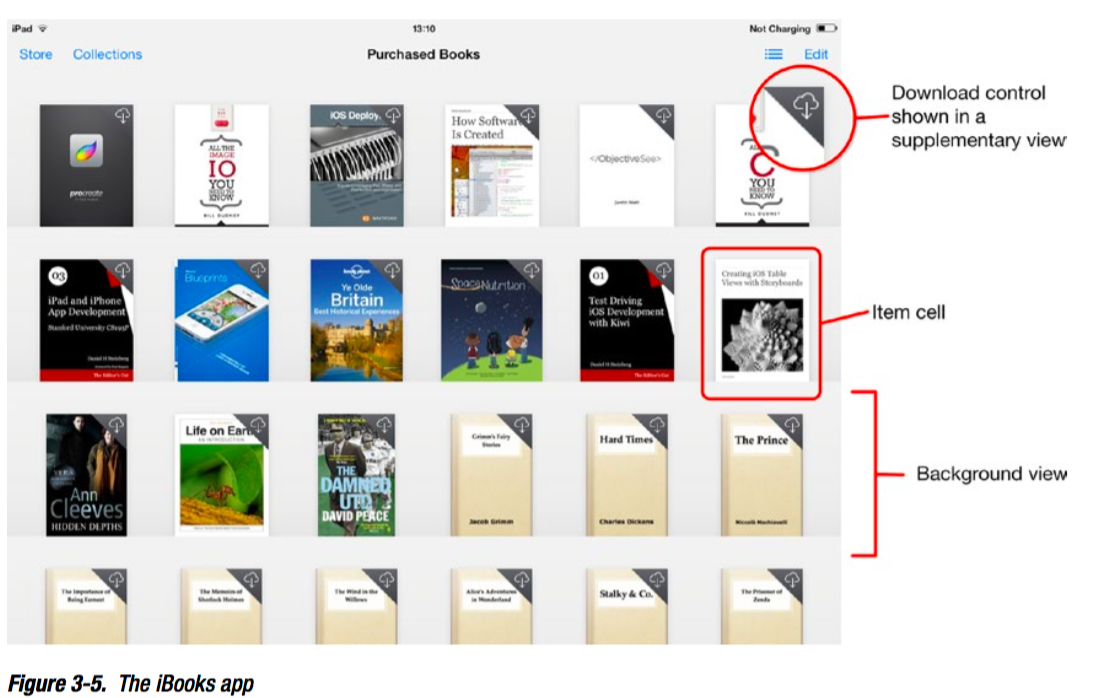 iPad
13:10
Not Charging
Store
Collections
Purchased Books
Edit
Download control
shown in a
supplementary view
procreate
ALL THE
IMAGE
IO
YOU
NEED TO
KNOW
BILL DUDNEY
iOS Deploy.
How Softwar
Is Created
</ObjectiveSee>
Justin Watt
ALL
C
YOU
NEED TO
KNOW
BILL DUDNEY
03
iPad and iPhone
App Development
Stanford University CS193P
Daniel H Steinberg
The Editor's Cut
Blueprints
lonely planet
Ye Olde
Britain
Best Historical Experiences
Space Nutrition
01
Test Driving
iOS Development
with Kiwi
Daniel H Steinberg
The Editor's Cut
Creating iOS Table
Views with Storyboards
Item cell
Ann
Cleeves
HIDDEN DEPTHS
Life on Eart
AN INTRODUCTION
THE
DAMNED
UTD
DAVID PEACE
Grimm's Fairy
Stories
Jacob Grimm
Hard Times
Charles Dickens
The Prince
Niccolò Machiavelli
Background view
The Importance of
Being Earnest
The Memoirs of
Sherlock Holmes
The Wind in the
Willows
Alice's Adventures
in Wonderland
Stalky & Co.
The Prisoner of
Zenda
Figure 3-5. The iBooks app